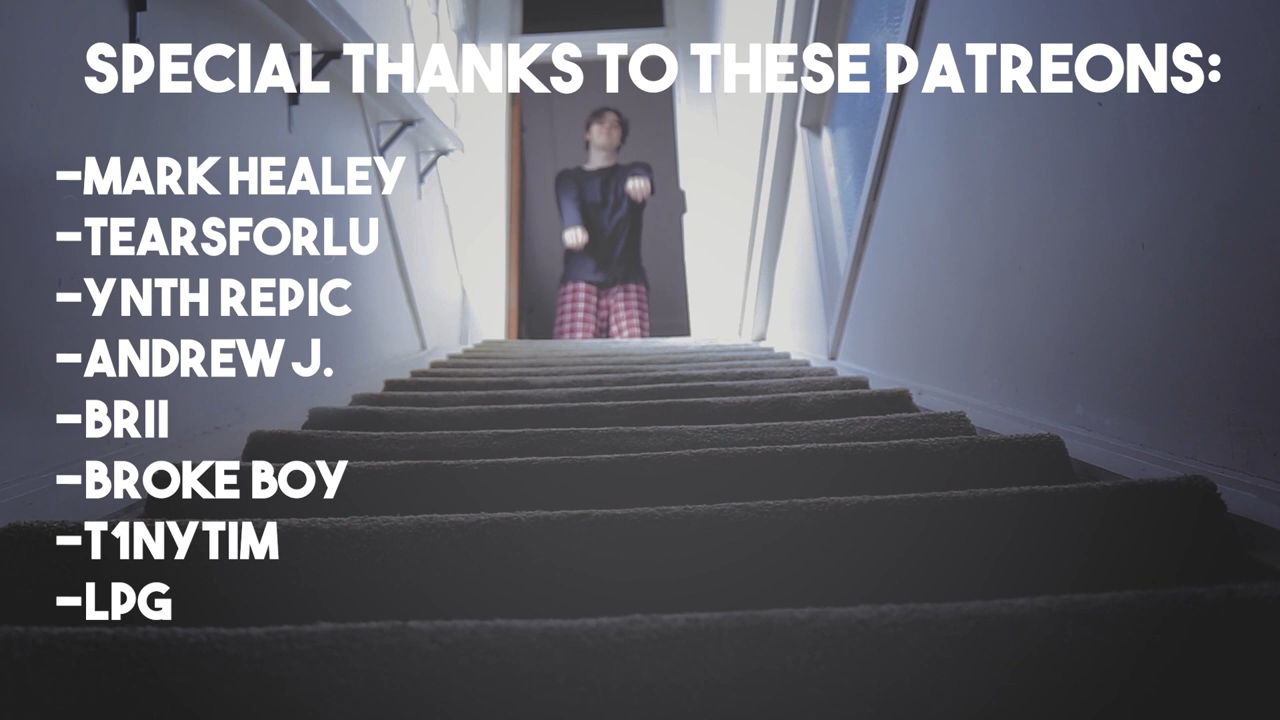 SPECIAL THANKS TO THESE PATREONS:
-MARK HEALEY
-TEARSFORLU
-YNTH REPIC
-ANDREW J.
-BRII
-BROKE BOY
-T1NYTIM
-LPG